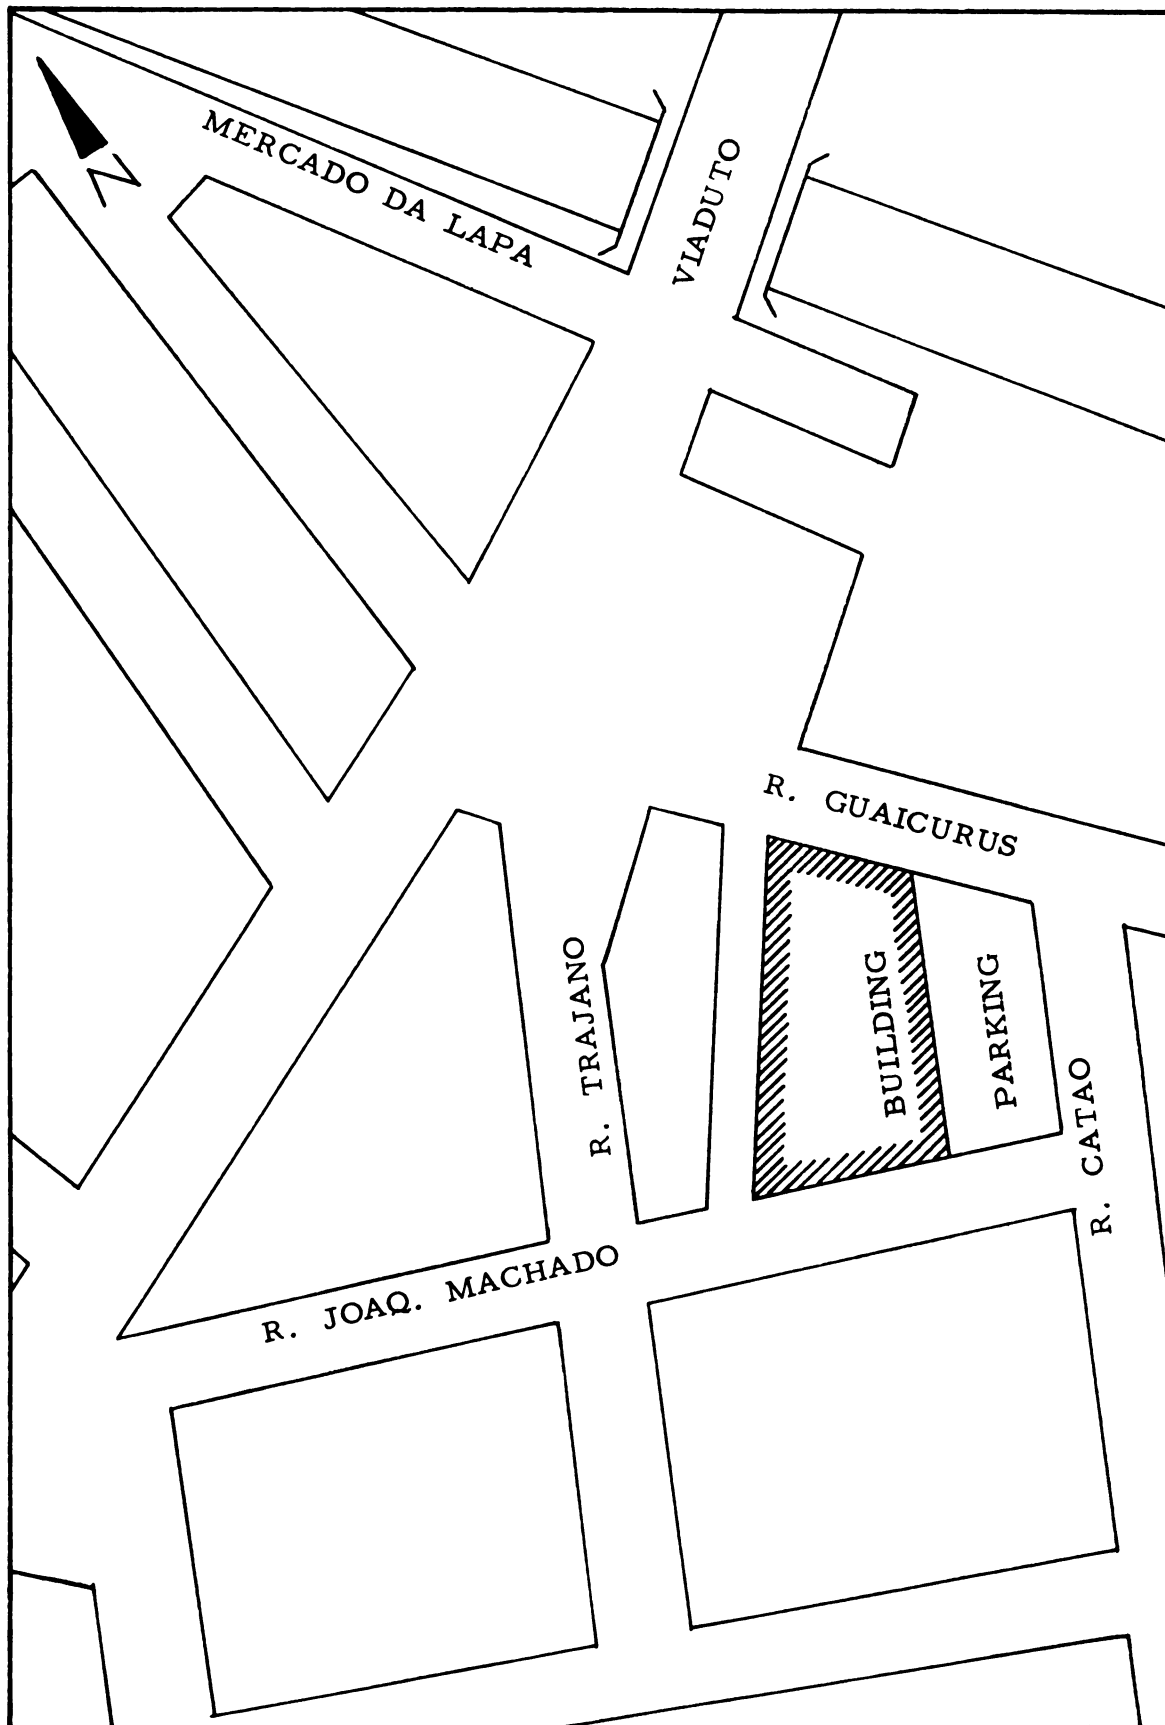 N
MERCADO DA LAPA
VIADUTO
R. GUAICURUS
BUILDING
PARKING
R. TRAJANO
R. CATAO
R. JOAQ. MACHADO